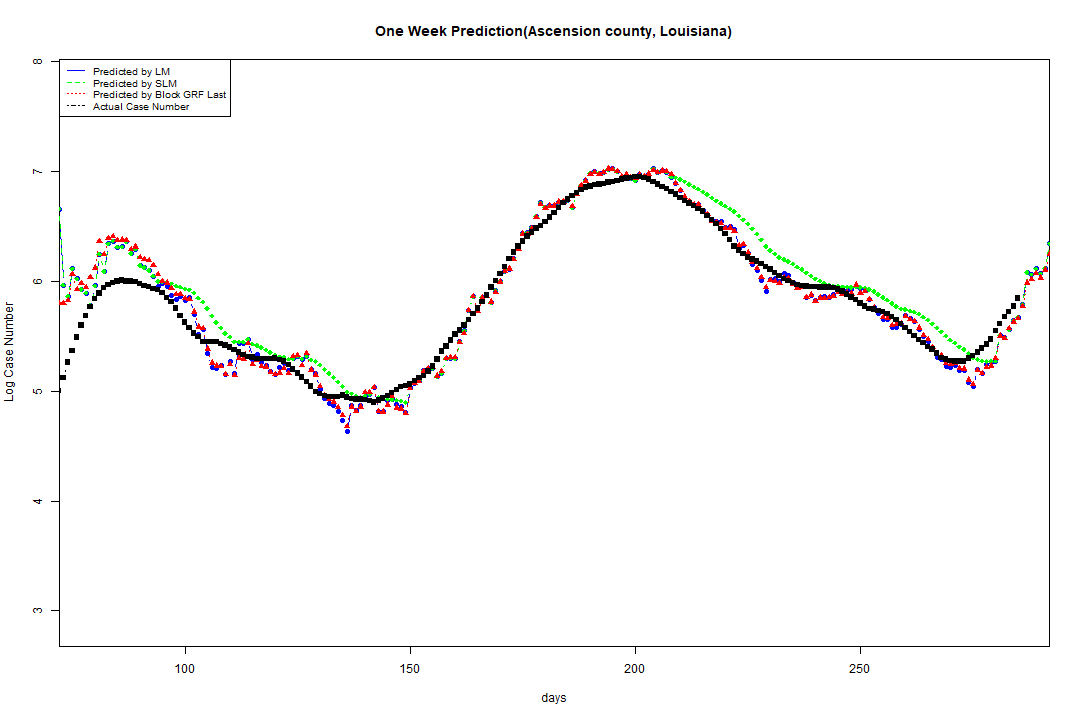 One Week Prediction(Ascension county, Louisiana)
Predicted by LM
Predicted by SLM
Predicted by Block GRF Last
Actual Case Number
8
7
6
5
4
3
Log Case Number
100 150 200 250
days